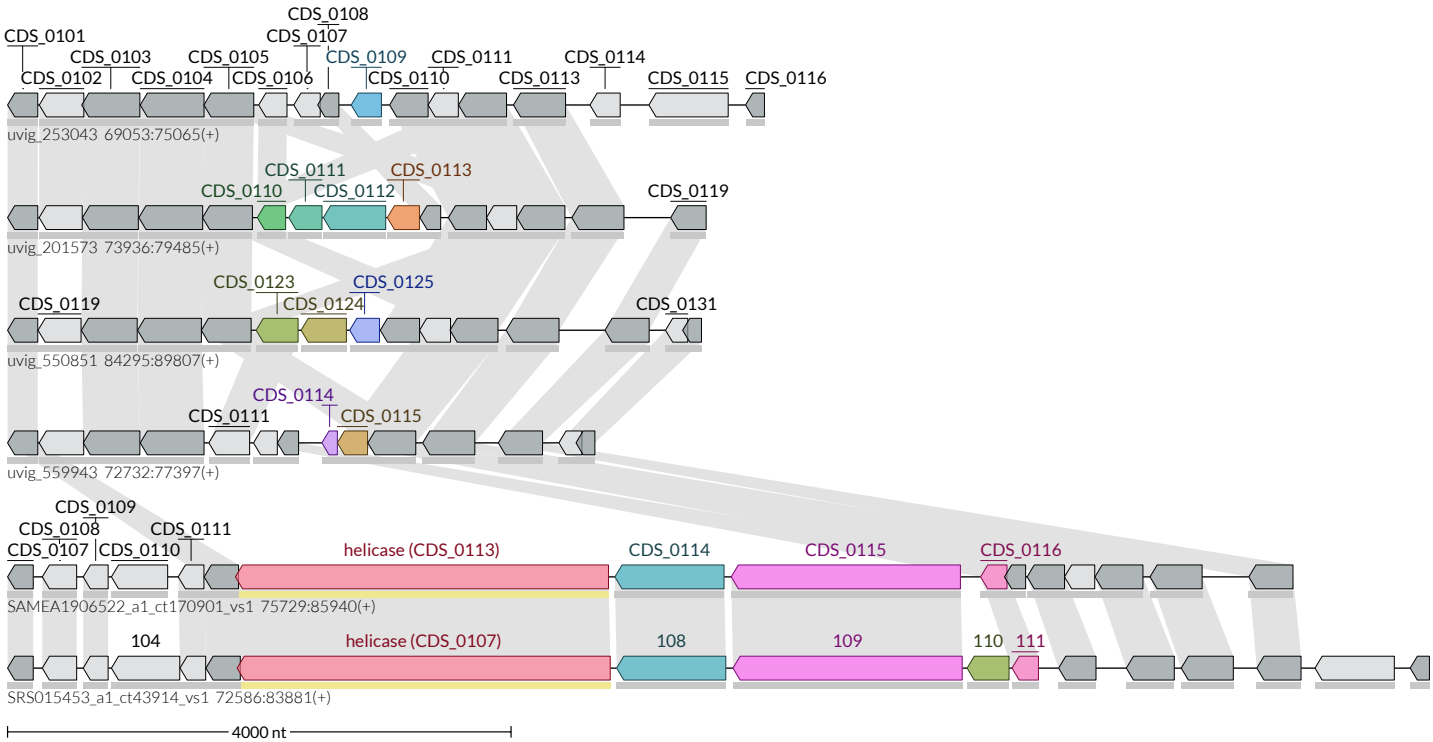 CDS_0108
CDS_0101 CDS_0107
CDS_0103 CDS_0105 CDS_0109 CDS_0111 CDS_0114
CDS_0102 CDS_0104 CDS_0106 CDS_0110 CDS_0113 CDS_0115 CDS_0116
uvig_253043 69053:75065(+)
CDS_0111 CDS_0113
CDS_0110 CDS_0112 CDS_0119
uvig_201573 73936:79485(+)
CDS_0123 CDS_0125
CDS_0119 CDS_0124 CDS_0131
uvig_550851 84295:89807(+)
CDS_0114
CDS_0111 CDS_0115
uvig_559943 72732:77397(+)
CDS_0109
CDS_0108 CDS_0111
CDS_0107 CDS_0110 helicase (CDS_0113) CDS_0114 CDS_0115 CDS_0116
SAMEA1906522_a1_ct170901_vs1 75729:85940(+)
104 helicase (CDS_0107) 108 109 110 111
SRS015453_a1_ct43914_vs1 72586:83881(+)
4000 nt